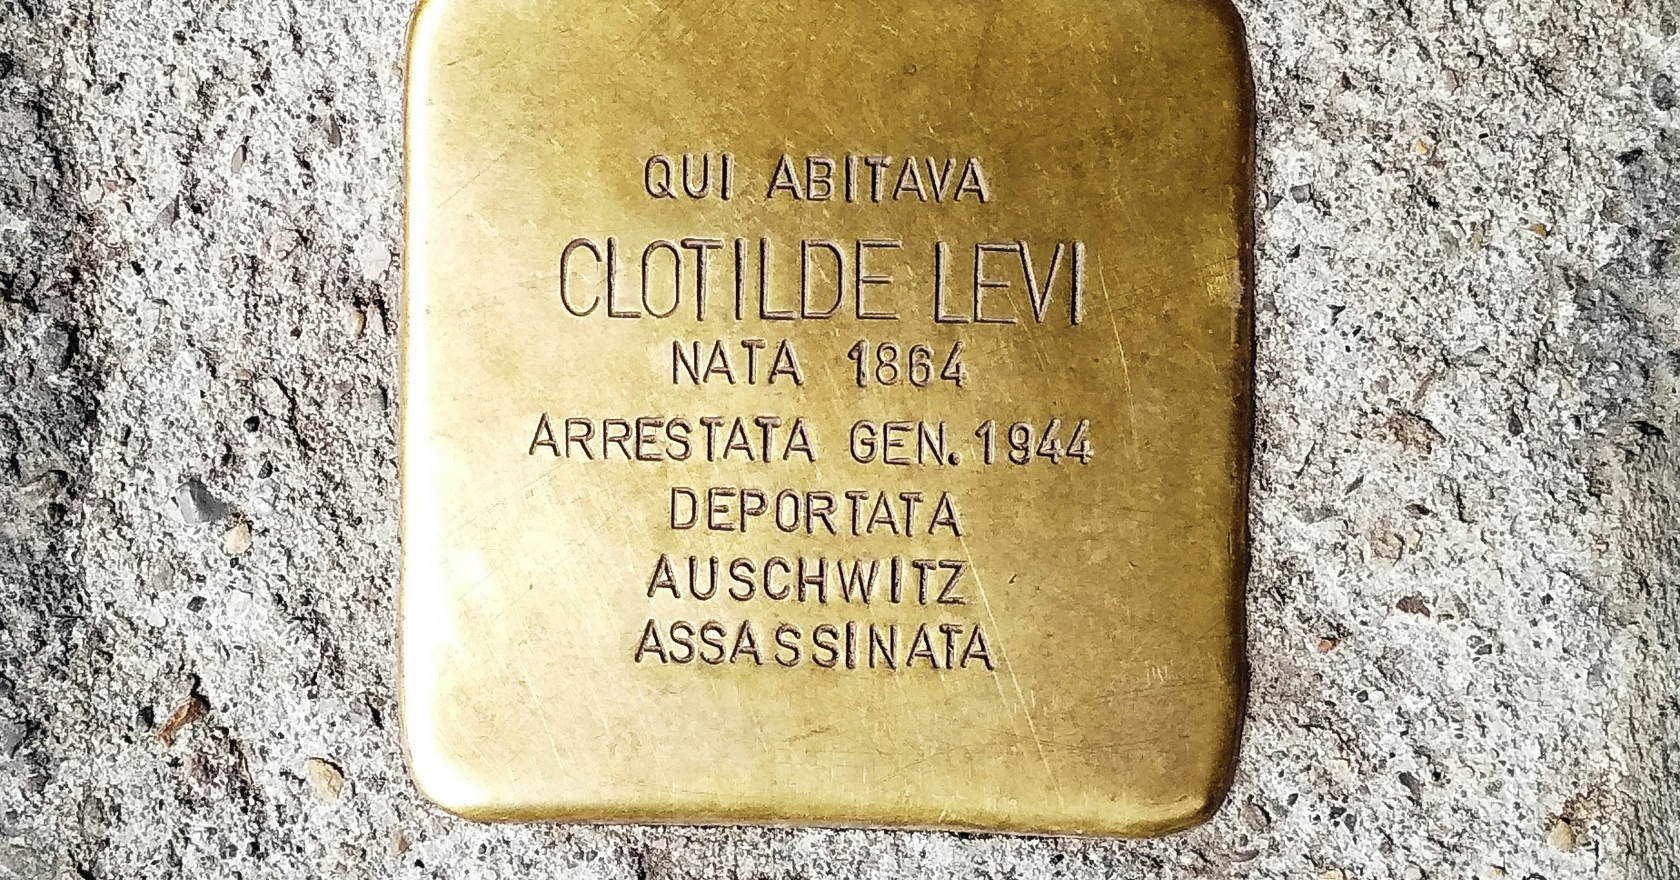 QUI ABITAVA
CLOTILDE LEVI
NATA 1864
ARRESTATA GEN. 1944
DEPORTATA
AUSCHWITZ
ASSASSINATA